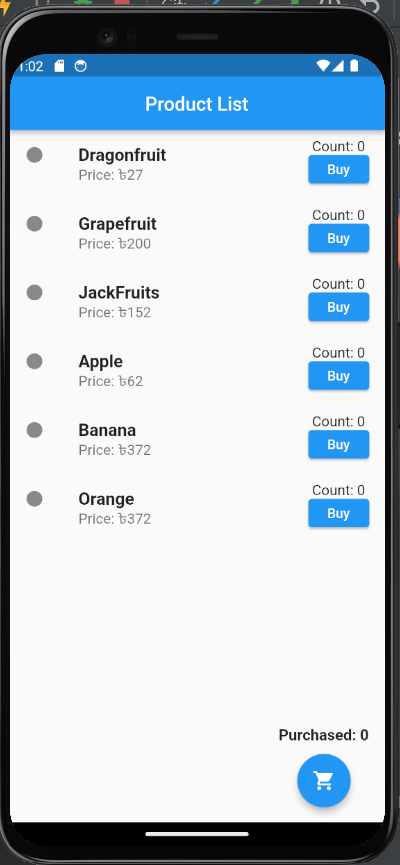 1:02
Product List
Dragonfruit
Count: 0
Price: ৳27
Buy
Grapefruit
Count: 0
Price: ৳200
Buy
JackFruits
Count: 0
Price: ৳152
Buy
Apple
Count: 0
Price: ৳62
Buy
Banana
Count: 0
Price: ৳372
Buy
Orange
Count: 0
Price: ৳372
Buy
Purchased: 0